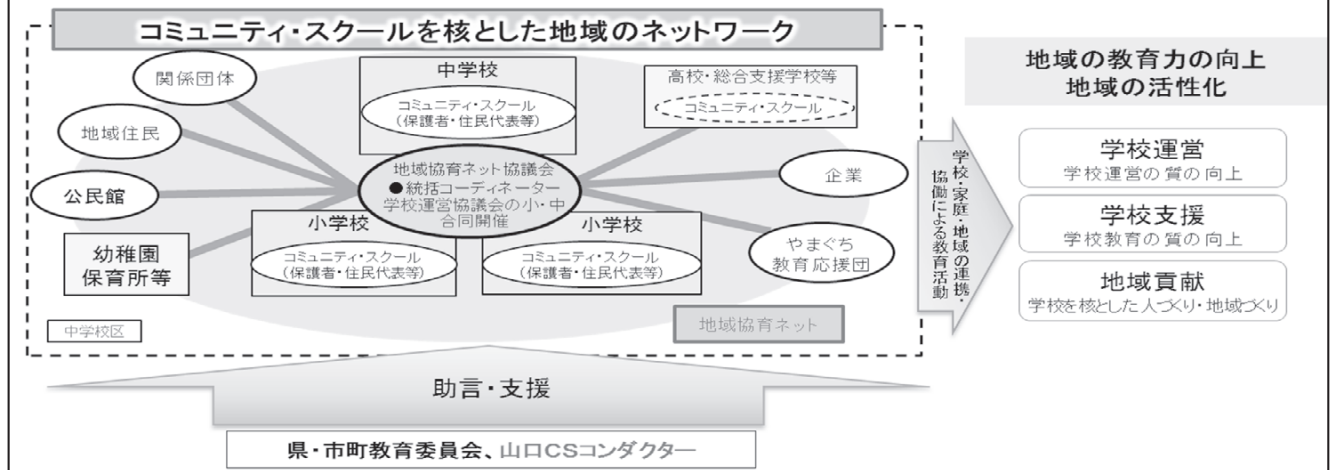 コミュニティ・スクールを核とした地域のネットワーク
関係団体
地域住民
公民館
幼稚園
保育所等
中学校
コミュニティ・スクール
(保護者・住民代表等)
高校・総合支援学校等
コミュニティ・スクール
地域協育ネット協議会
●統括コーディネーター
学校運営協議会の小・中
合同開催
小学校
コミュニティ・スクール
(保護者・住民代表等)
小学校
コミュニティ・スクール
(保護者・住民代表等)
企業
やまぐち
教育応援団
中学校区
地域協育ネット
学校・家庭・地域の連携・
協働による教育活動
地域の教育力の向上
地域の活性化
学校運営
学校運営の質の向上
学校支援
学校教育の質の向上
地域貢献
学校を核とした人づくり・地域づくり
助言・支援
県・市町教育委員会、山口CSコンダクター